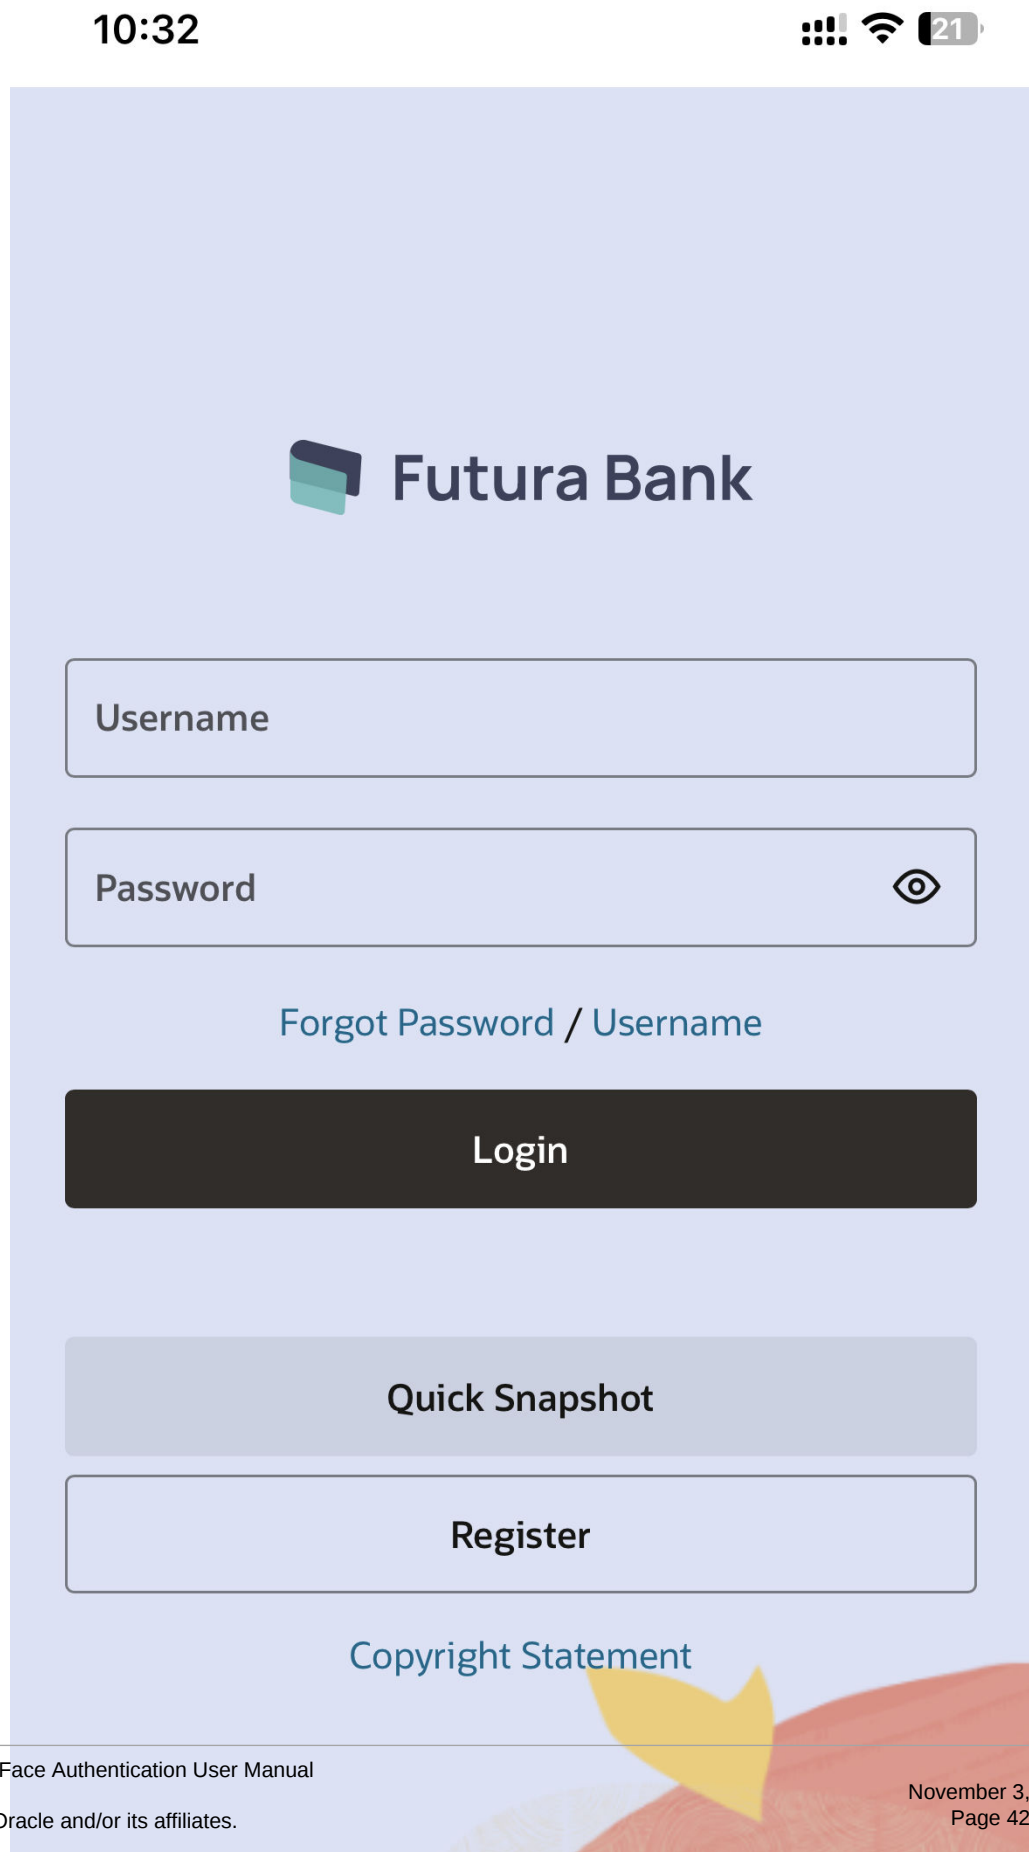 10:32
21
Futura Bank
Username
Password
Forgot Password / Username
Login
Quick Snapshot
Register
Copyright Statement
Face Authentication User Manual
November 3,
Oracle and/or its affiliates.
Page 42